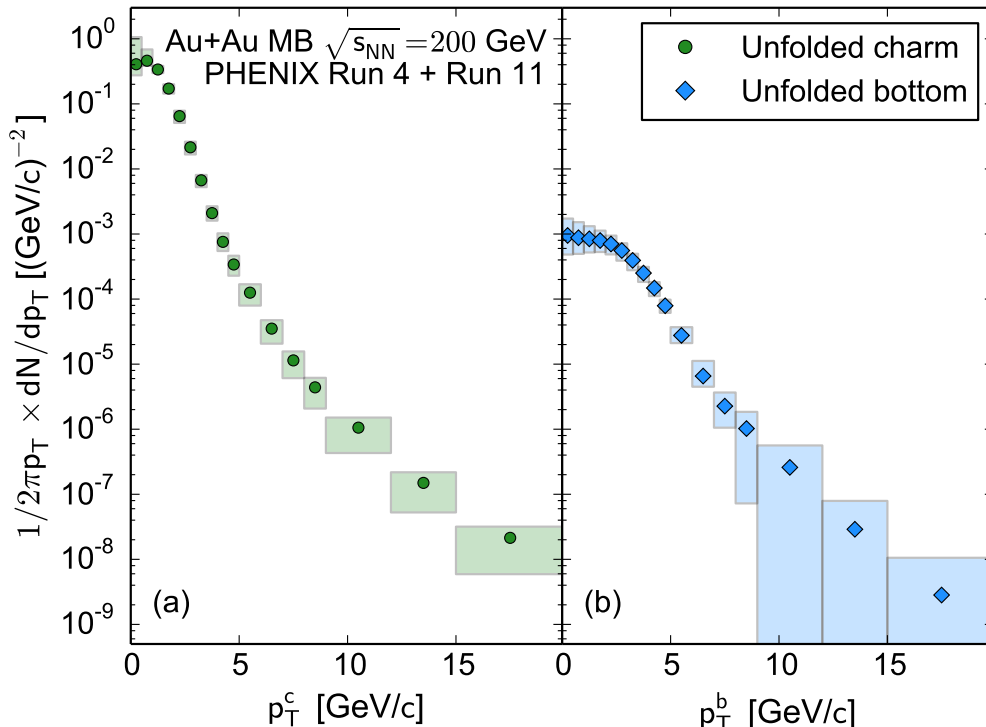 Au+Au MB √s_NN = 200 GeV
PHENIX Run 4 + Run 11
Unfolded charm
Unfolded bottom
1/2πp_T × dN/dp_T [(GeV/c)^−2]
10^0
10^−1
10^−2
10^−3
10^−4
10^−5
10^−6
10^−7
10^−8
10^−9
(a)
(b)
0 5 10 15 0 5 10 15
p_T^c [GeV/c]
p_T^b [GeV/c]